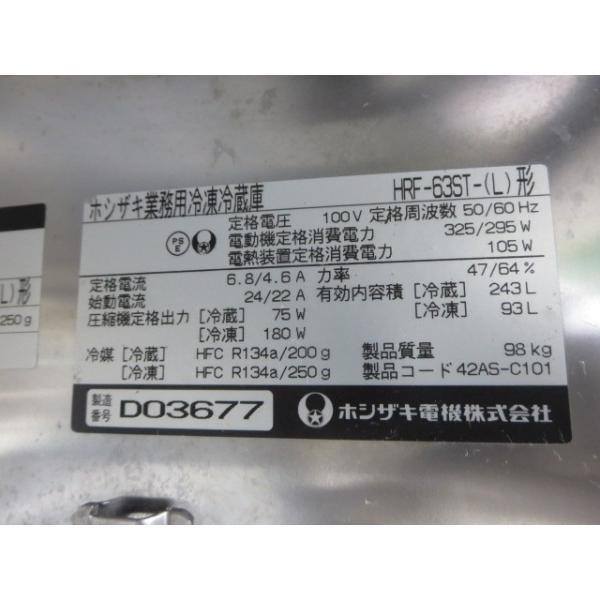 ホシザキ業務用冷凍冷蔵庫 HRF-63ST-(L)形
定格電圧 100V 定格周波数 50/60 Hz
電動機定格消費電力 325/295 W
電熱装置定格消費電力 105 W
PS
E
定格電流 6.8/4.6 A 力率 47/64 %
始動電流 24/22 A 有効内容積 [冷蔵] 243 L
圧縮機定格出力 [冷蔵] 75 W [冷凍] 93 L
[冷凍] 180 W
冷媒 [冷蔵] HFC R134a/200 g 製品質量 98 kg
[冷凍] HFC R134a/250 g 製品コード 42AS-C101
製造番号 D03677 ホシザキ電機株式会社
L)形
250 g